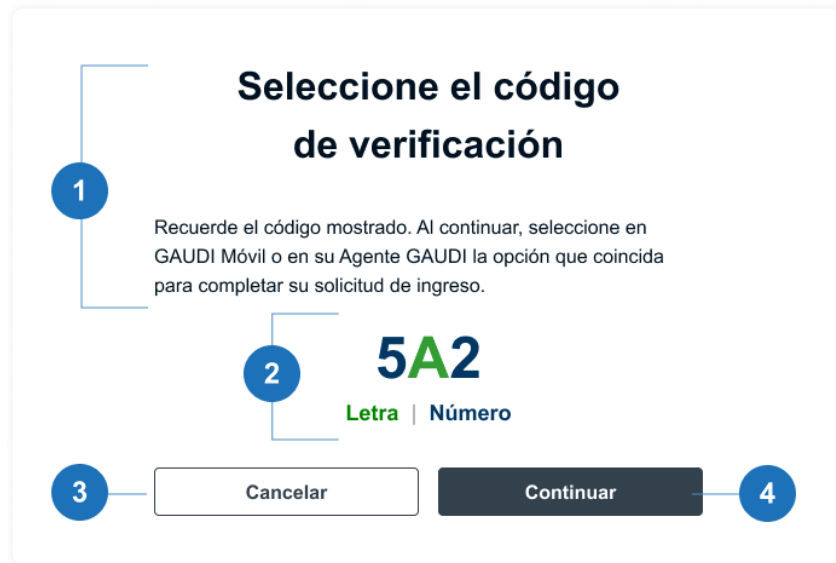 Seleccione el código
de verificación
1
Recuerde el código mostrado. Al continuar, seleccione en
GAUDI Móvil o en su Agente GAUDI la opción que coincida
para completar su solicitud de ingreso.
2
5A2
Letra | Número
3
Cancelar
Continuar
4